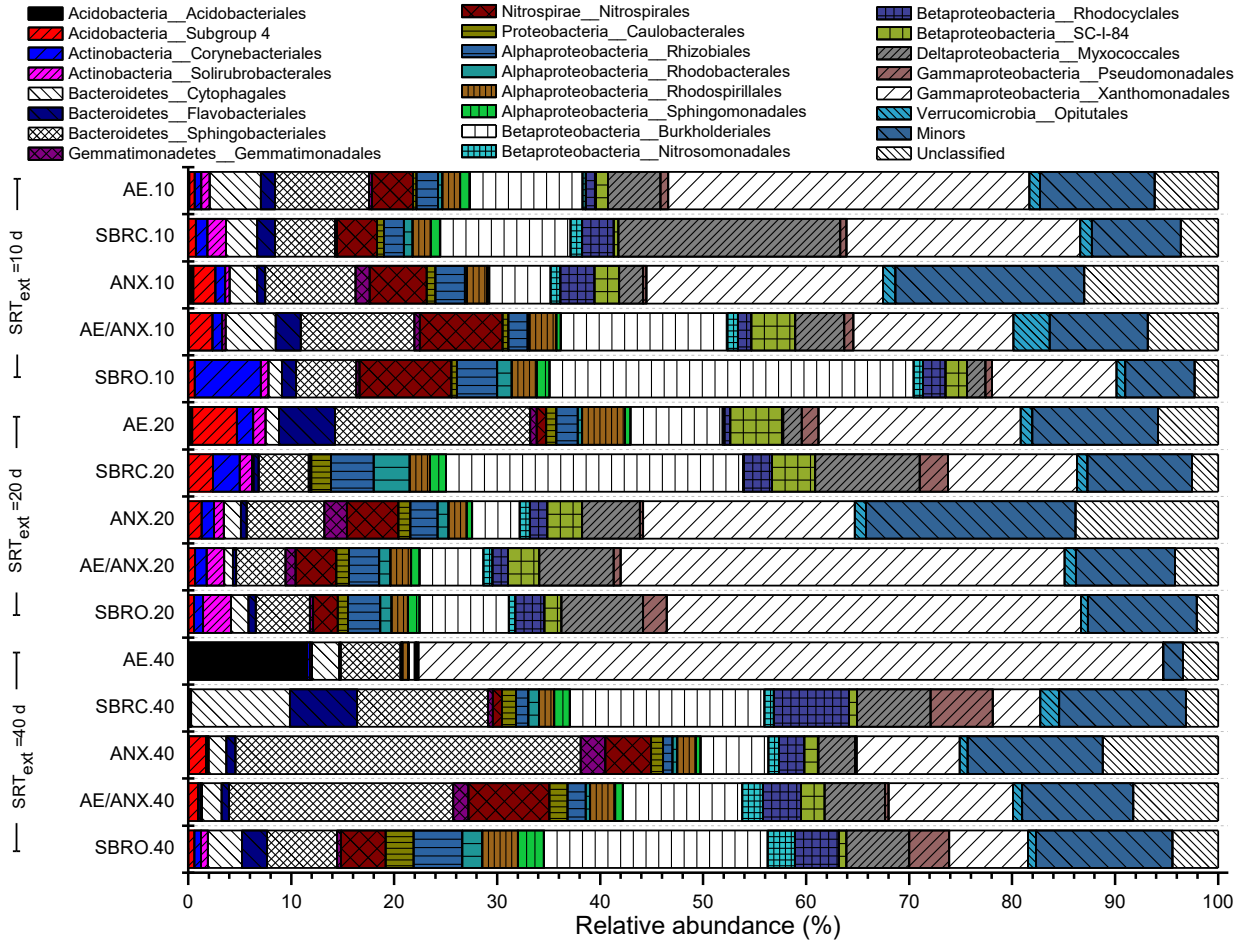 Acidobacteria__Acidobacteriales
Acidobacteria__Subgroup 4
Actinobacteria__Corynebacteriales
Actinobacteria__Solirubrobacterales
Bacteroidetes__Cytophagales
Bacteroidetes__Flavobacteriales
Bacteroidetes__Sphingobacteriales
Gemmatimonadetes__Gemmatimonadales
Nitrospirae__Nitrospirales
Proteobacteria__Caulobacterales
Alphaproteobacteria__Rhizobiales
Alphaproteobacteria__Rhodobacterales
Alphaproteobacteria__Rhodospirillales
Alphaproteobacteria__Sphingomonadales
Betaproteobacteria__Burkholderiales
Betaproteobacteria__Nitrosomonadales
Betaproteobacteria__Rhodocyclales
Betaproteobacteria__SC-I-84
Deltaproteobacteria__Myxococcales
Gammaproteobacteria__Pseudomonadales
Gammaproteobacteria__Xanthomonadales
Verrucomicrobia__Opitutales
Minors
Unclassified
SRText =10 d
AE.10
SBRC.10
ANX.10
AE/ANX.10
SBRO.10
SRText =20 d
AE.20
SBRC.20
ANX.20
AE/ANX.20
SBRO.20
SRText =40 d
AE.40
SBRC.40
ANX.40
AE/ANX.40
SBRO.40
0 10 20 30 40 50 60 70 80 90 100
Relative abundance (%)